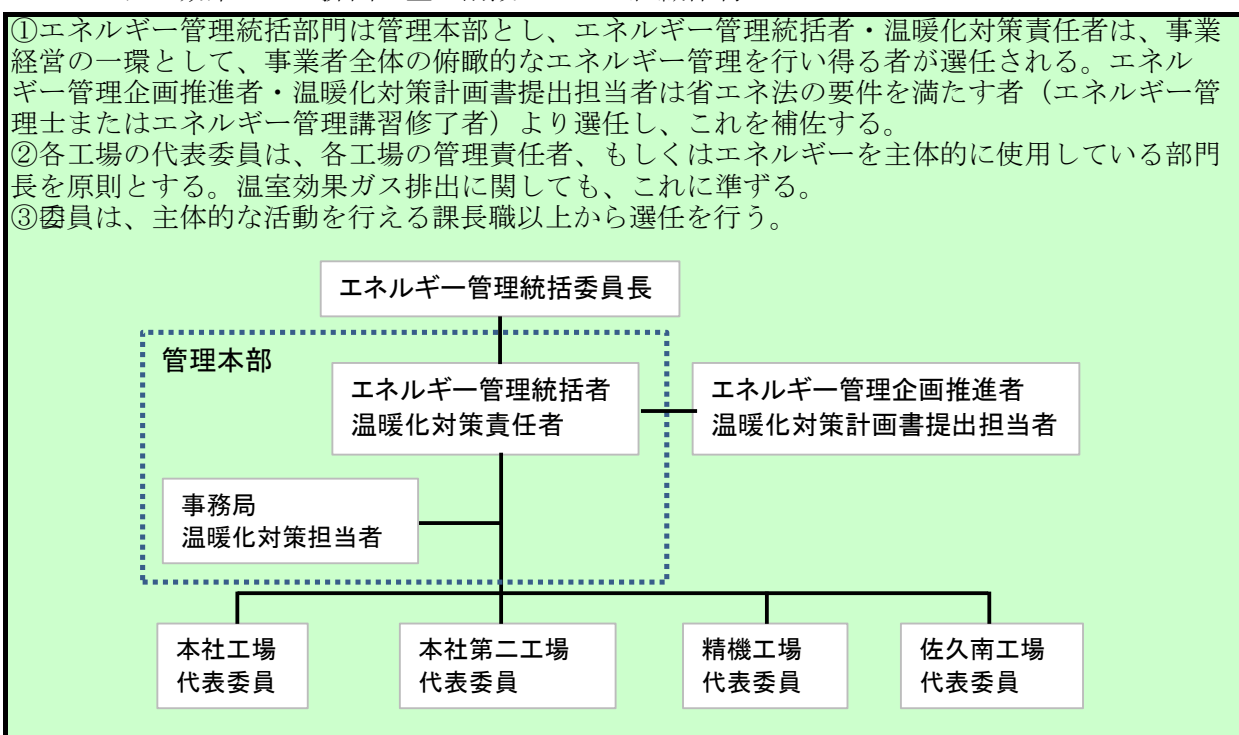 ①エネルギー管理統括部門は管理本部とし、エネルギー管理統括者・温暖化対策責任者は、事業
経営の一環として、事業者全体の俯瞰的なエネルギー管理を行い得る者が選任される。エネル
ギー管理企画推進者・温暖化対策計画書提出担当者は省エネ法の要件を満たす者（エネルギー管
理士またはエネルギー管理講習修了者）より選任し、これを補佐する。
②各工場の代表委員は、各工場の管理責任者、もしくはエネルギーを主体的に使用している部門
長を原則とする。温室効果ガス排出に関しても、これに準ずる。
③委員は、主体的な活動を行える課長職以上から選任を行う。
エネルギー管理統括委員長
管理本部
エネルギー管理統括者
温暖化対策責任者
エネルギー管理企画推進者
温暖化対策計画書提出担当者
事務局
温暖化対策担当者
本社工場
代表委員
本社第二工場
代表委員
精機工場
代表委員
佐久南工場
代表委員